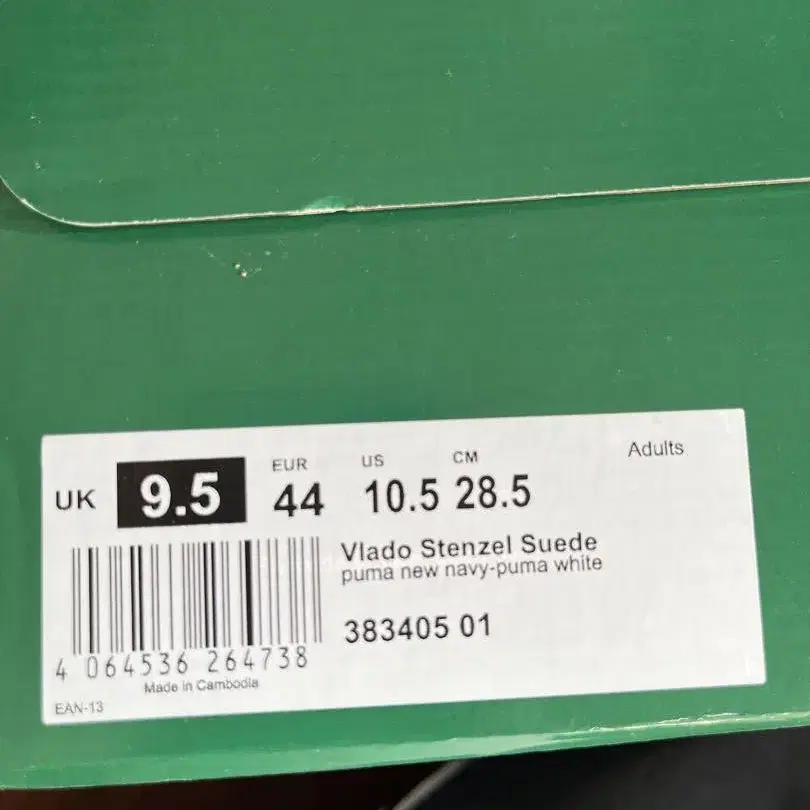 EUR US CM Adults
UK 9.5 44 10.5 28.5
Vlado Stenzel Suede
puma new navy-puma white
383405 01
4 064536 264738
Made in Cambodia
EAN-13